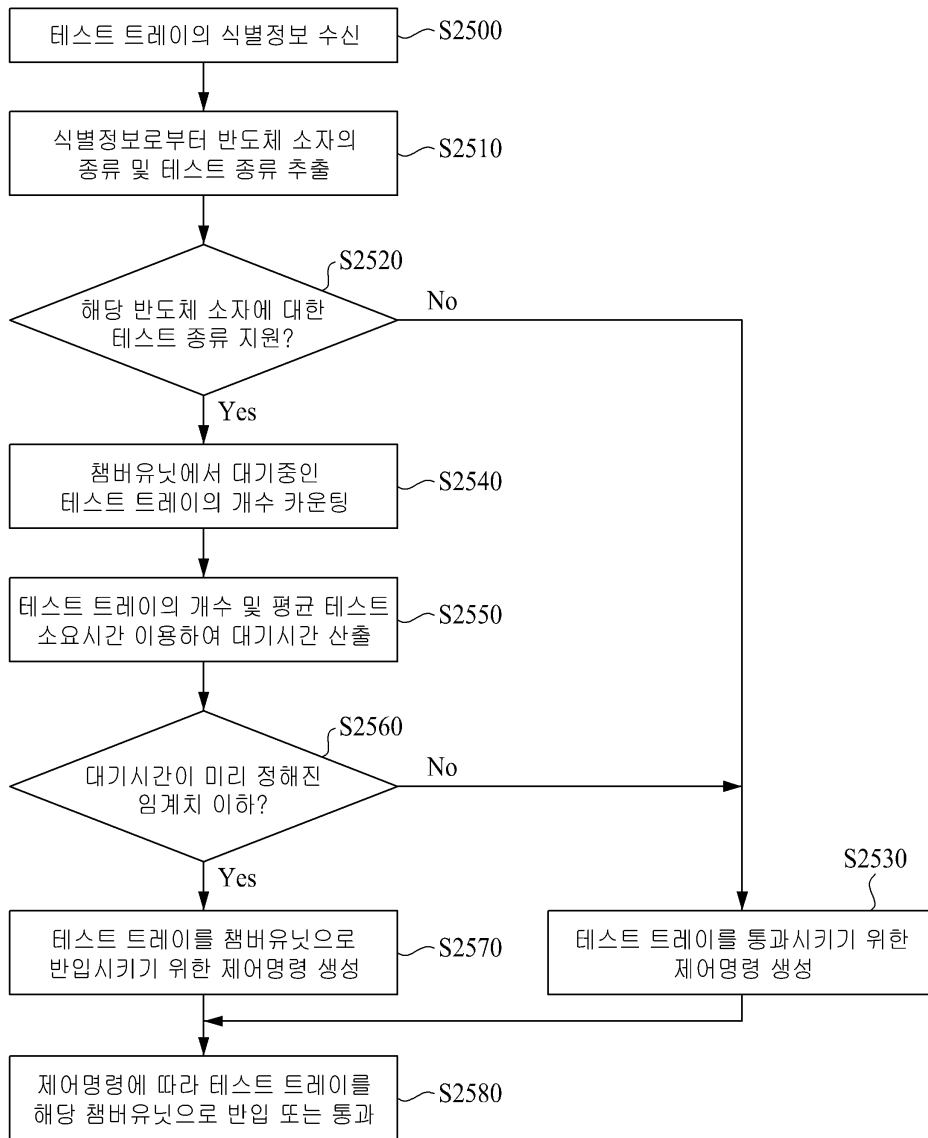 테스트 트레이의 식별정보 수신
S2500
식별정보로부터 반도체 소자의
종류 및 테스트 종류 추출
S2510
S2520
해당 반도체 소자에 대한
테스트 종류 지원?
No
Yes
챔버유닛에서 대기중인
테스트 트레이의 개수 카운팅
S2540
테스트 트레이의 개수 및 평균 테스트
소요시간 이용하여 대기시간 산출
S2550
S2560
대기시간이 미리 정해진
임계치 이하?
No
Yes
S2530
테스트 트레이를 챔버유닛으로
반입시키기 위한 제어명령 생성
S2570
테스트 트레이를 통과시키기 위한
제어명령 생성
제어명령에 따라 테스트 트레이를
해당 챔버유닛으로 반입 또는 통과
S2580